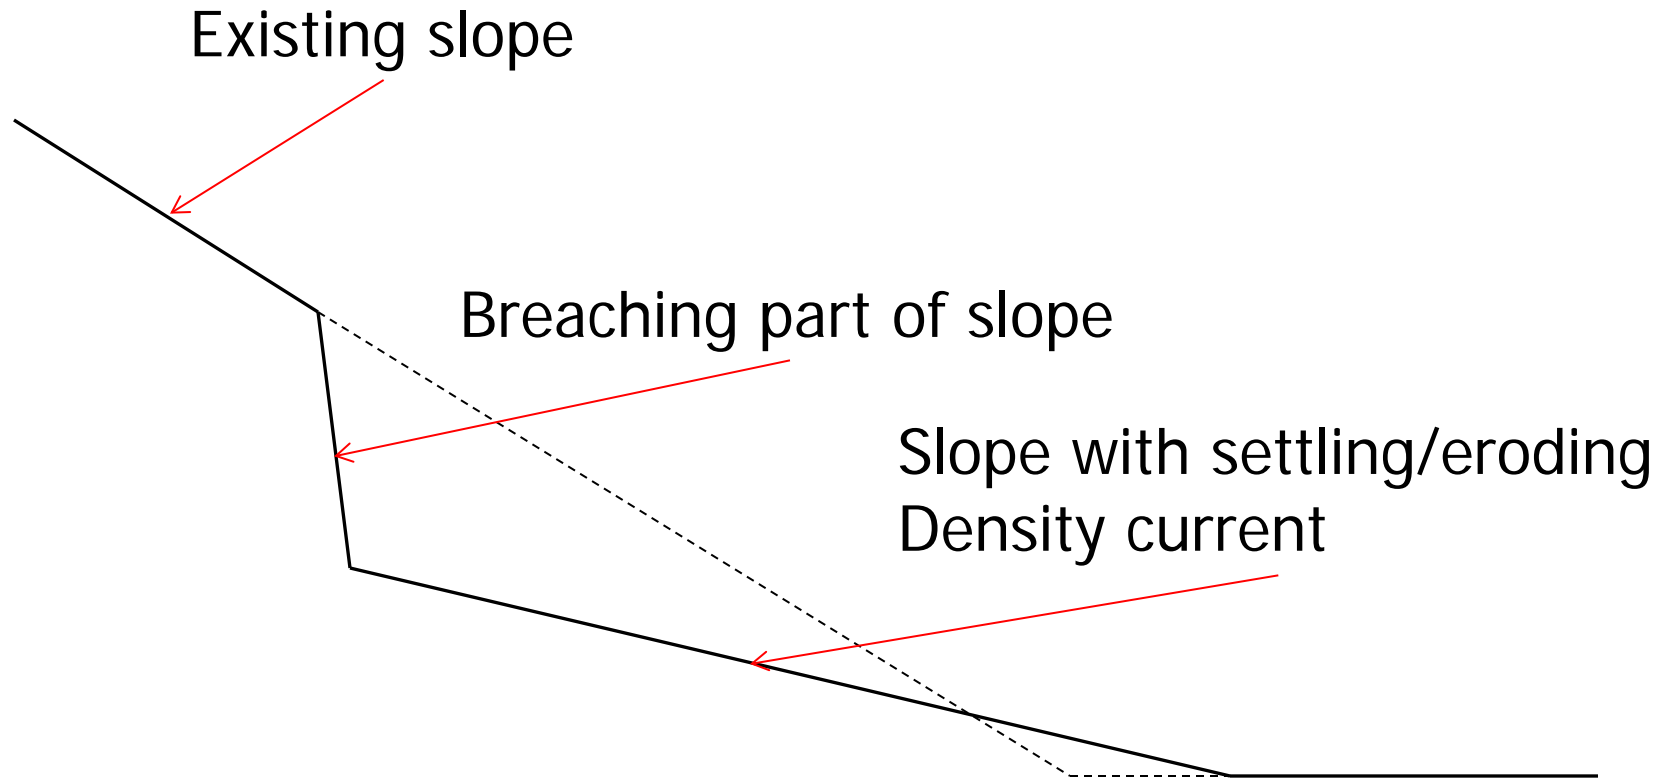 Existing slope
Breaching part of slope
Slope with settling/eroding
Density current